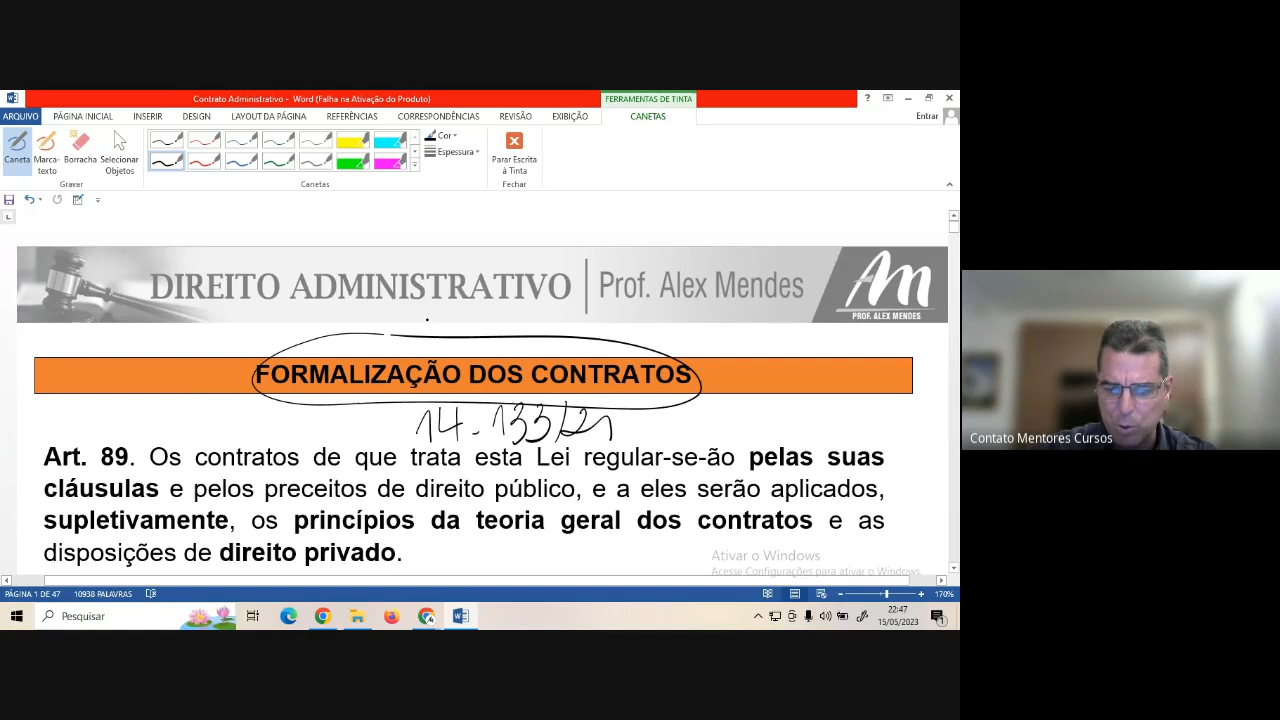 Contrato Administrativo - Word (Falha na Ativação do Produto)
FERRAMENTAS DE TINTA
ARQUIVO PÁGINA INICIAL INSERIR DESIGN LAYOUT DA PÁGINA REFERÊNCIAS CORRESPONDÊNCIAS REVISÃO EXIBIÇÃO CANETAS Entrar
Caneta Marca-texto Borracha Selecionar Objetos
Cor
Espessura
Parar Escrita à Tinta
Gravar Canetas Fechar
DIREITO ADMINISTRATIVO | Prof. Alex Mendes
AM
PROF. ALEX MENDES
FORMALIZAÇÃO DOS CONTRATOS
14.133/21
Art. 89. Os contratos de que trata esta Lei regular-se-ão pelas suas
cláusulas e pelos preceitos de direito público, e a eles serão aplicados,
supletivamente, os princípios da teoria geral dos contratos e as
disposições de direito privado.
Ativar o Windows
Acesse Configurações para ativar o Windows.
PÁGINA 1 DE 47 10938 PALAVRAS 170%
Pesquisar
22:47
15/05/2023
1
Contato Mentores Cursos